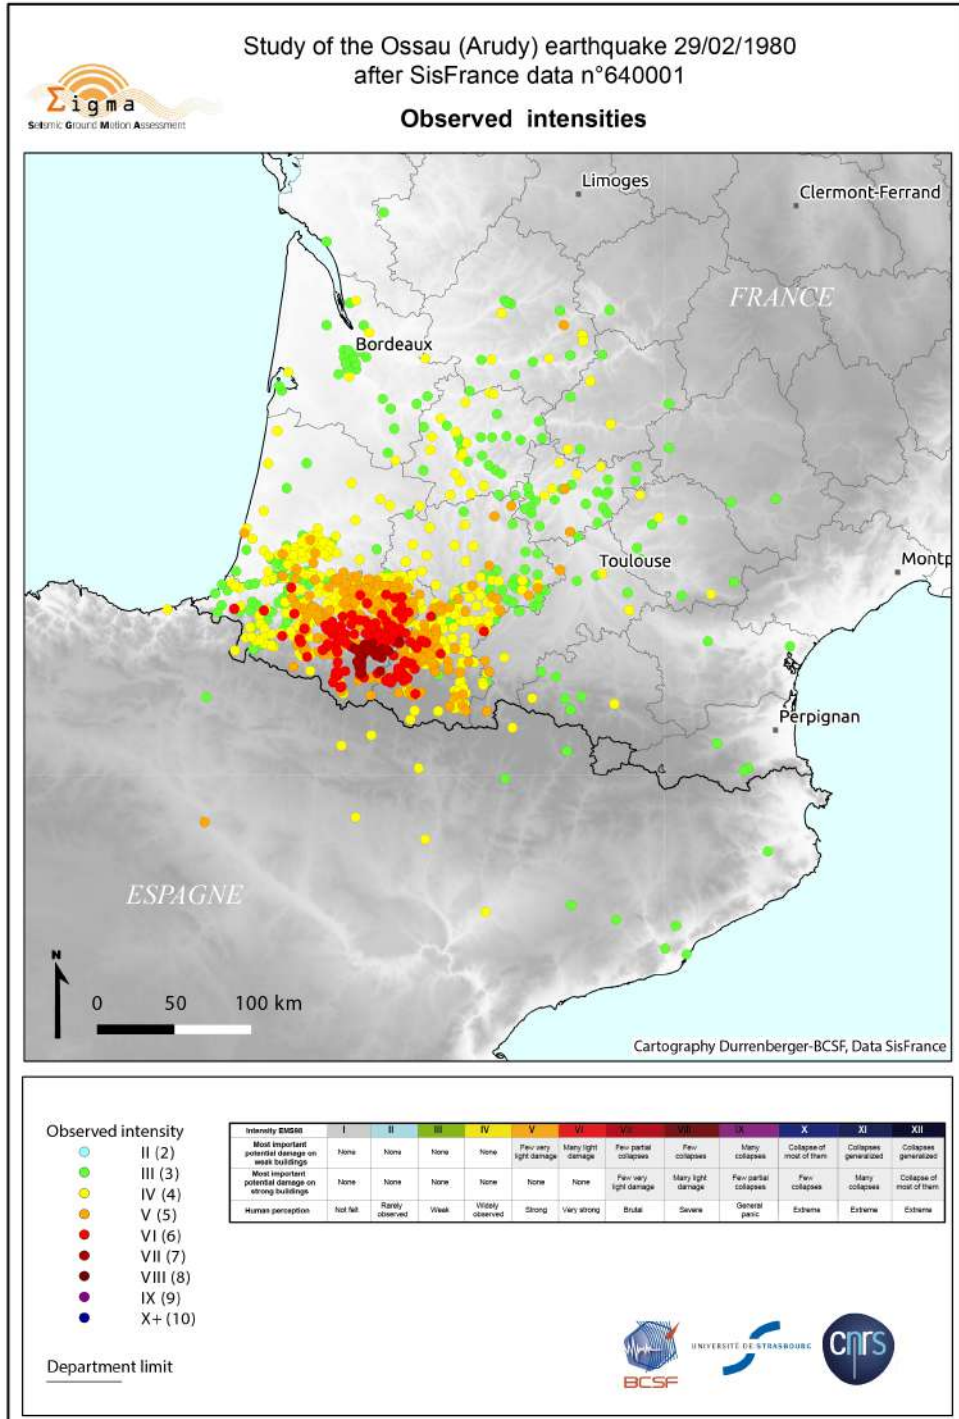 Study of the Ossau (Arudy) earthquake 29/02/1980
after SisFrance data n°640001
Σigma
SeIsmic Ground Motion Assessment
Observed intensities
Limoges
Clermont-Ferrand
FRANCE
Bordeaux
Toulouse
Montp
Perpignan
ESPAGNE
N
0 50 100 km
Cartography Durrenberger-BCSF, Data SisFrance
Observed intensity
II (2)
III (3)
IV (4)
V (5)
VI (6)
VII (7)
VIII (8)
IX (9)
X+ (10)
Department limit
Intensity EMS98 I II III IV V VI VII VIII IX X XI XII
Most important potential damage on weak buildings None None None None Few very light damage Many light damage Few partial collapses Few collapses Many collapses Collapse of most of them Collapses generalized Collapses generalized
Most important potential damage on strong buildings None None None None None None Few very light damage Many light damage Few partial collapses Few collapses Many collapses Collapse of most of them
Human perception Not felt Rarely observed Weak Widely observed Strong Very strong Brutal Severe General panic Extreme Extreme Extreme
BCSF
UNIVERSITÉ DE STRASBOURG
cnrs